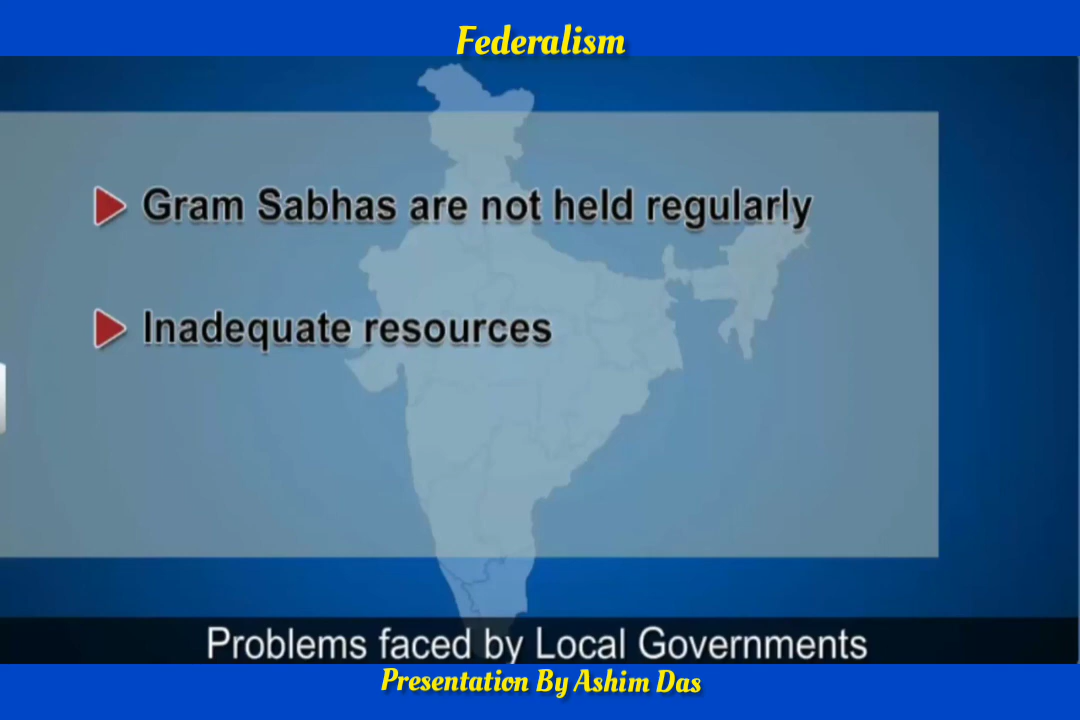 Federalism
Gram Sabhas are not held regularly
Inadequate resources
Problems faced by Local Governments
Presentation By Ashim Das